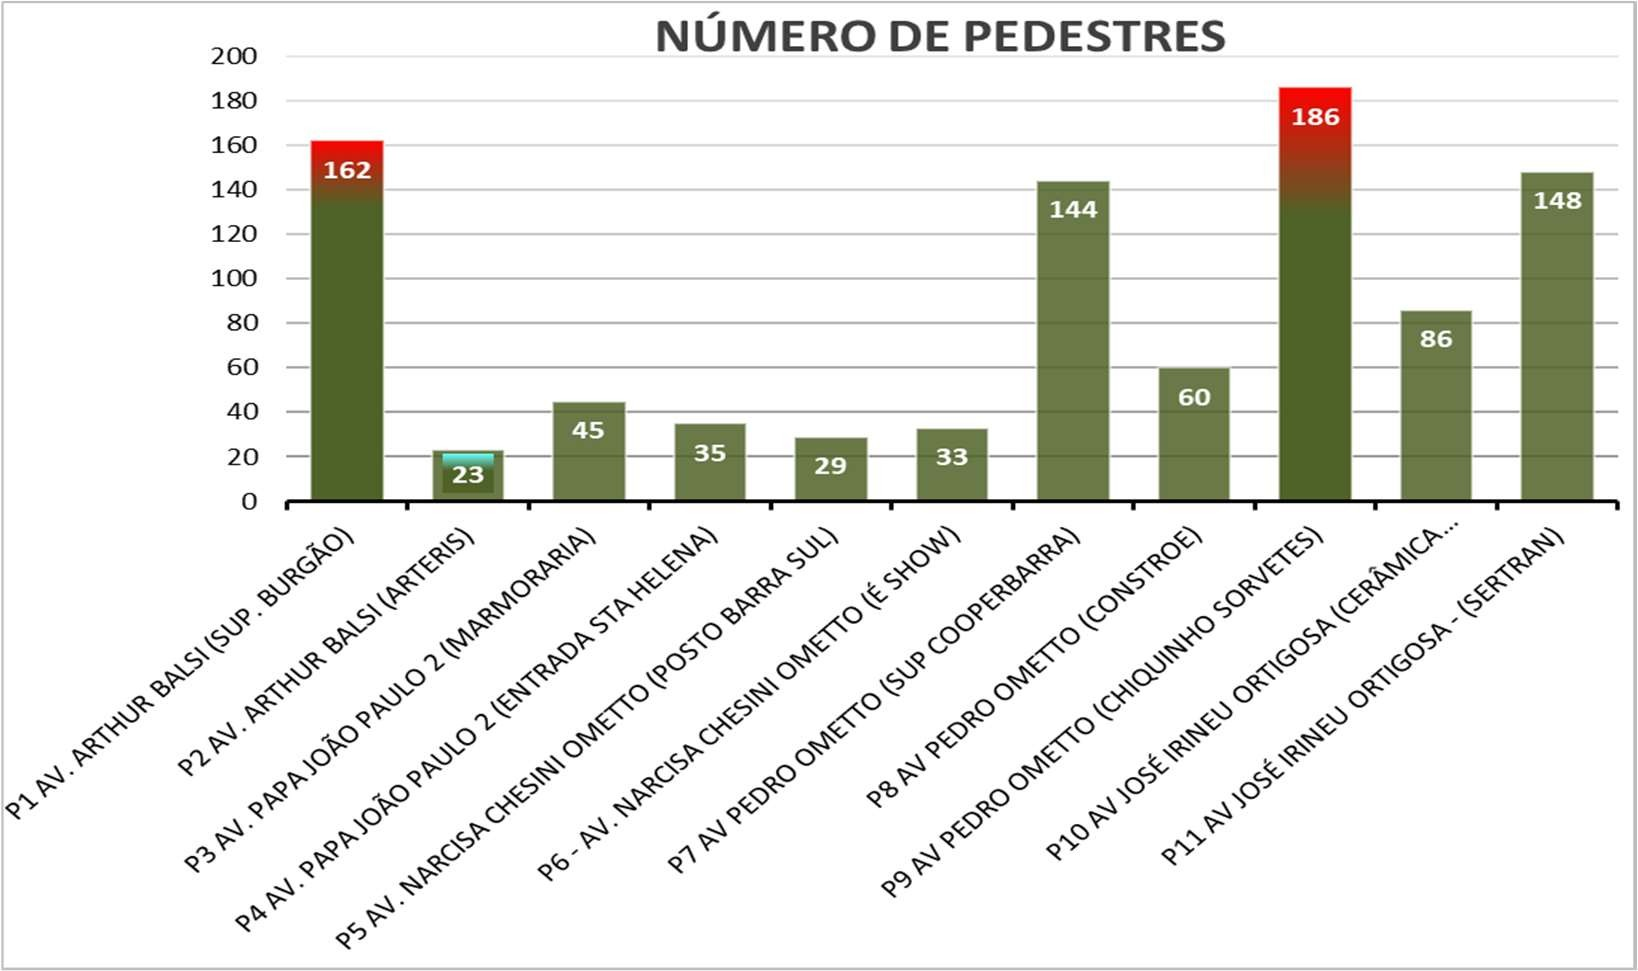 NÚMERO DE PEDESTRES
200
180
160
140
120
100
80
60
40
20
0
162
23
45
35
29
33
144
60
186
86
148
P1 AV. ARTHUR BALSI (SUP. BURGÃO)
P2 AV. ARTHUR BALSI (ARTERIS)
P3 AV. PAPA JOÃO PAULO 2 (MARMORARIA)
P4 AV. PAPA JOÃO PAULO 2 (ENTRADA STA HELENA)
P5 AV. NARCISA CHESINI OMETTO (POSTO BARRA SUL)
P6 - AV. NARCISA CHESINI OMETTO (É SHOW)
P7 AV PEDRO OMETTO (SUP COOPERBARRA)
P8 AV PEDRO OMETTO (CONSTROE)
P9 AV PEDRO OMETTO (CHIQUINHO SORVETES)
P10 AV JOSÉ IRINEU ORTIGOSA (CERÂMICA...
P11 AV JOSÉ IRINEU ORTIGOSA - (SERTRAN)